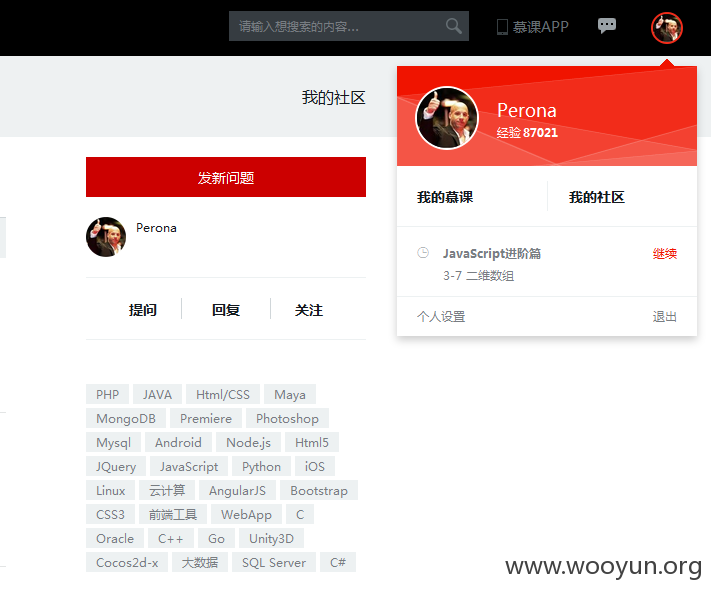 请输入想搜索的内容...
慕课APP
我的社区
Perona
经验 87021
我的慕课
我的社区
JavaScript进阶篇
继续
3-7 二维数组
个人设置
退出
发新问题
Perona
提问 回复 关注
PHP JAVA Html/CSS Maya
MongoDB Premiere Photoshop
Mysql Android Node.js Html5
JQuery JavaScript Python iOS
Linux 云计算 AngularJS Bootstrap
CSS3 前端工具 WebApp C
Oracle C++ Go Unity3D
Cocos2d-x 大数据 SQL Server C#
www.wooyun.org